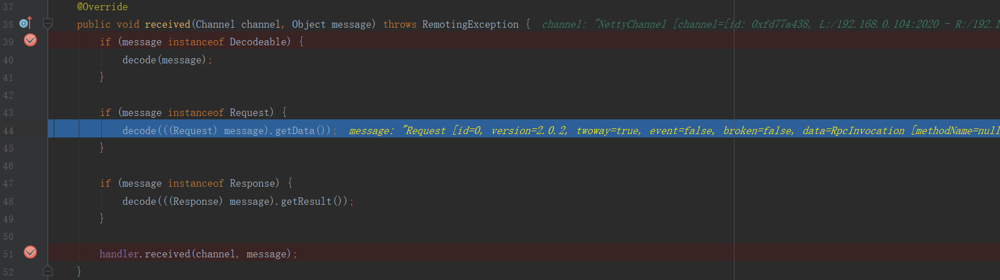 37 @Override
38 public void received(Channel channel, Object message) throws RemotingException { channel: "NettyChannel [channel=[id: 0xfd77a438, L:/192.168.0.104:2020 - R:/192.1
39 if (message instanceof Decodeable) {
40 decode(message);
41 }
42
43 if (message instanceof Request) {
44 decode(((Request) message).getData()); message: "Request [id=0, version=2.0.2, twoway=true, event=false, broken=false, data=RpcInvocation [methodName=null
45 }
46
47 if (message instanceof Response) {
48 decode(((Response) message).getResult());
49 }
50
51 handler.received(channel, message);
52 }